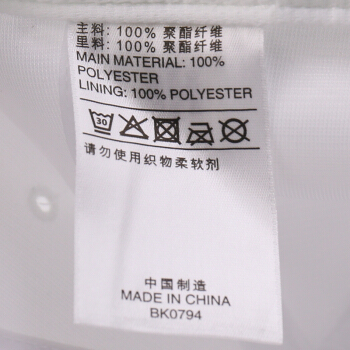 主料: 100% 聚酯纤维
里料: 100% 聚酯纤维
MAIN MATERIAL: 100%
POLYESTER
LINING: 100% POLYESTER
30
请勿使用织物柔软剂
中国制造
MADE IN CHINA
BK0794